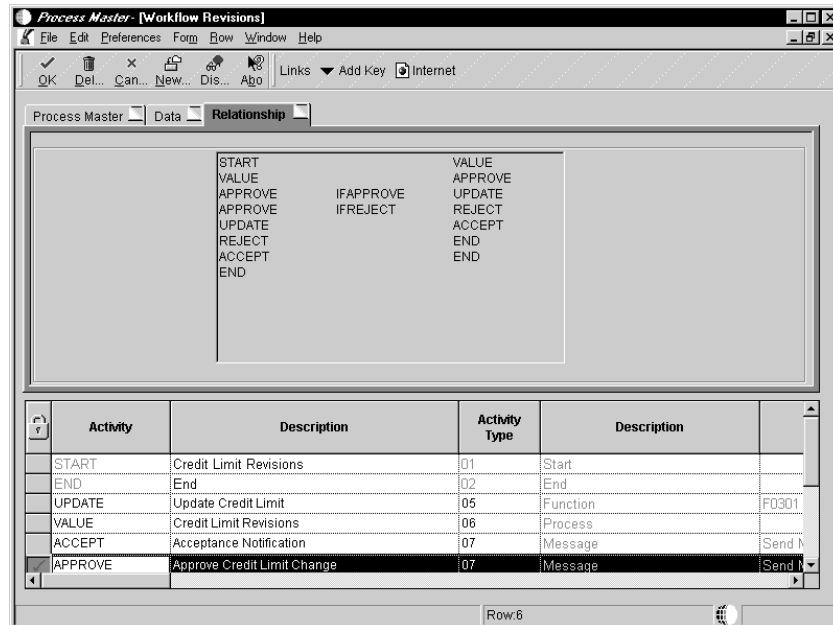 Process Master - [Workflow Revisions]
File Edit Preferences Form Row Window Help
OK Del... Can... New... Dis... Abo Links Add Key Internet
Process Master Data Relationship
START VALUE
VALUE APPROVE
APPROVE IFAPPROVE UPDATE
APPROVE IFREJECT REJECT
UPDATE ACCEPT
REJECT END
ACCEPT END
END
Activity Description Activity Type Description
START Credit Limit Revisions 01 Start
END End 02 End
UPDATE Update Credit Limit 05 Function F0301
VALUE Credit Limit Revisions 06 Process
ACCEPT Acceptance Notification 07 Message Send
APPROVE Approve Credit Limit Change 07 Message Send
Row:6